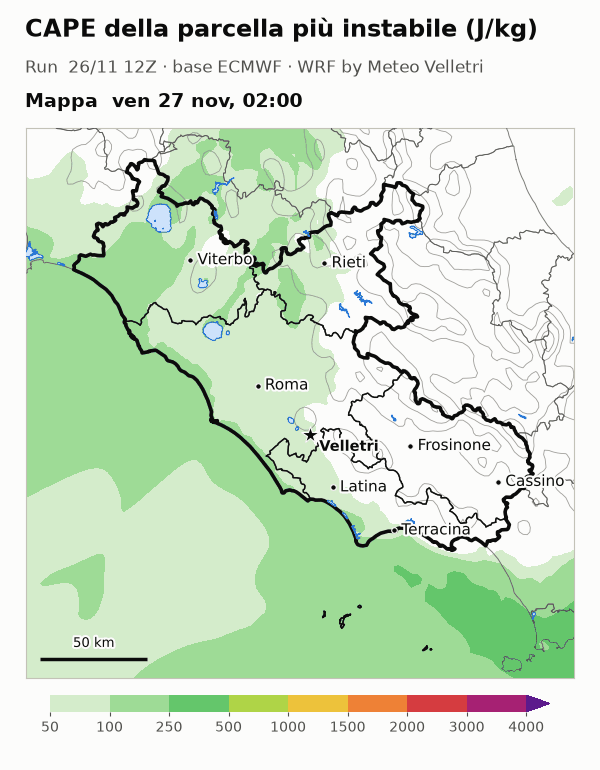 CAPE della parcella più instabile (J/kg)
Run  26/11 12Z · base ECMWF · WRF by Meteo Velletri
Mappa  ven 27 nov, 02:00
Viterbo
Rieti
Roma
Velletri
Frosinone
Cassino
Latina
Terracina
50 km
50 100 250 500 1000 1500 2000 3000 4000